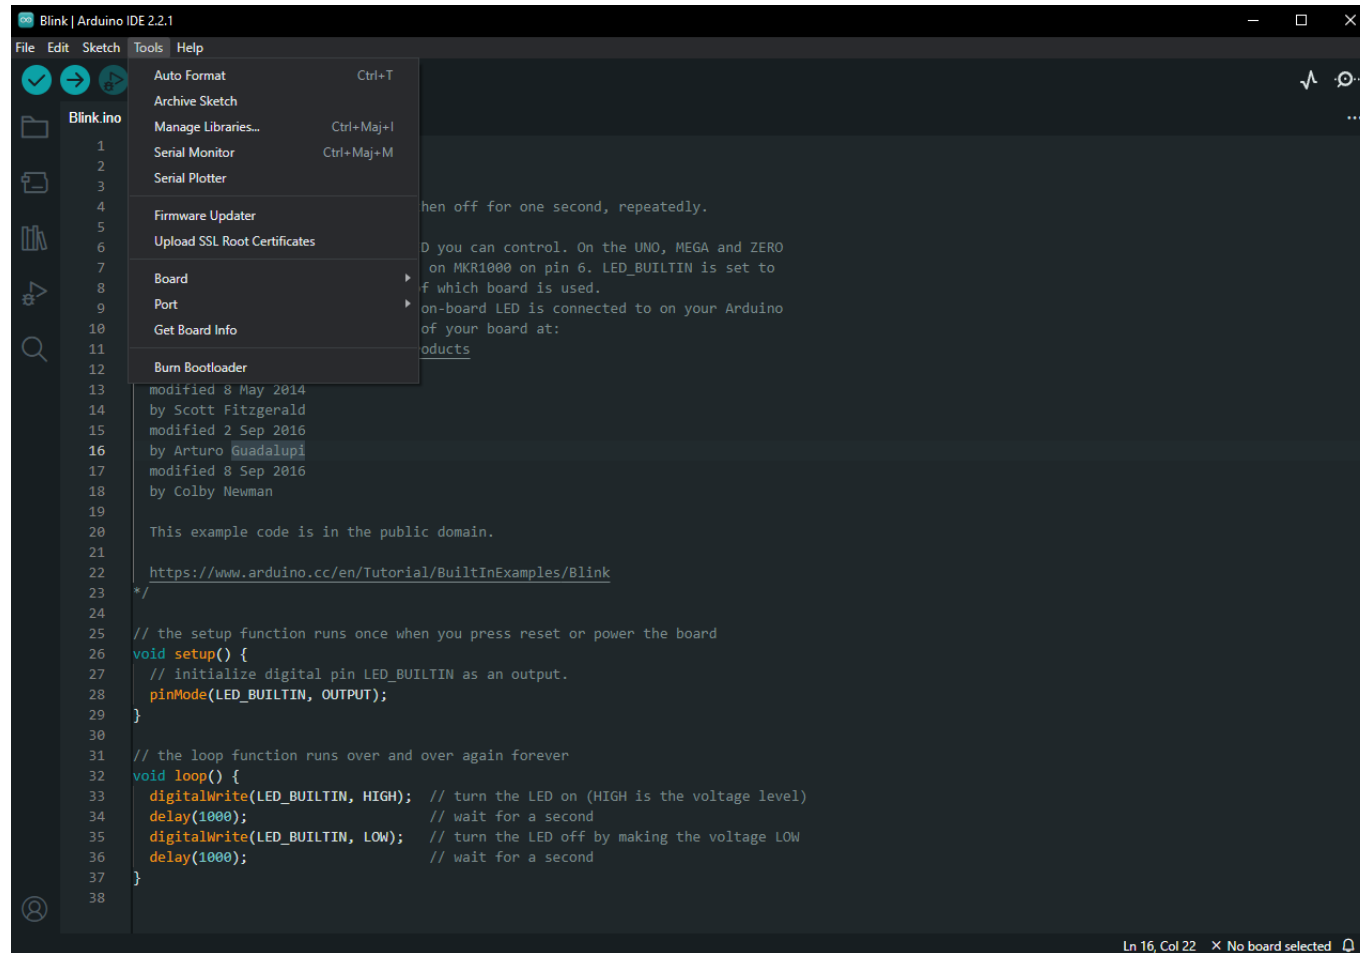 Blink | Arduino IDE 2.2.1
File Edit Sketch Tools Help
Auto Format Ctrl+T
Archive Sketch
Manage Libraries... Ctrl+Maj+I
Serial Monitor Ctrl+Maj+M
Serial Plotter
Firmware Updater
Upload SSL Root Certificates
Board
Port
Get Board Info
Burn Bootloader
Blink.ino
1
2
3
4 hen off for one second, repeatedly.
5
6 D you can control. On the UNO, MEGA and ZERO
7 on MKR1000 on pin 6. LED_BUILTIN is set to
8 f which board is used.
9 on-board LED is connected to on your Arduino
10 of your board at:
11 oducts
12
13 modified 8 May 2014
14 by Scott Fitzgerald
15 modified 2 Sep 2016
16 by Arturo Guadalupi
17 modified 8 Sep 2016
18 by Colby Newman
19
20 This example code is in the public domain.
21
22 https://www.arduino.cc/en/Tutorial/BuiltInExamples/Blink
23 */
24
25 // the setup function runs once when you press reset or power the board
26 void setup() {
27 // initialize digital pin LED_BUILTIN as an output.
28 pinMode(LED_BUILTIN, OUTPUT);
29 }
30
31 // the loop function runs over and over again forever
32 void loop() {
33 digitalWrite(LED_BUILTIN, HIGH); // turn the LED on (HIGH is the voltage level)
34 delay(1000); // wait for a second
35 digitalWrite(LED_BUILTIN, LOW); // turn the LED off by making the voltage LOW
36 delay(1000); // wait for a second
37 }
38
Ln 16, Col 22 × No board selected